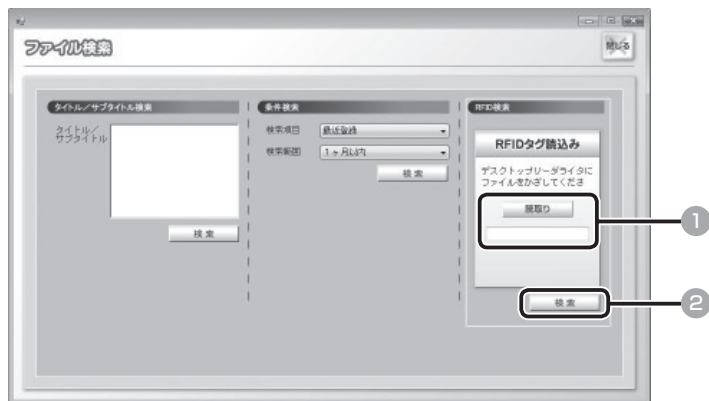 ファイル検索
閉じる
タイトル/サブタイトル検索
タイトル/
サブタイトル
検索
条件検索
検索項目
最近登録
検索範囲
1ヶ月以内
検索
RFID検索
RFIDタグ読込み
デスクトップリーダライタに
ファイルをかざしてくださ
読取り
検索
1
2